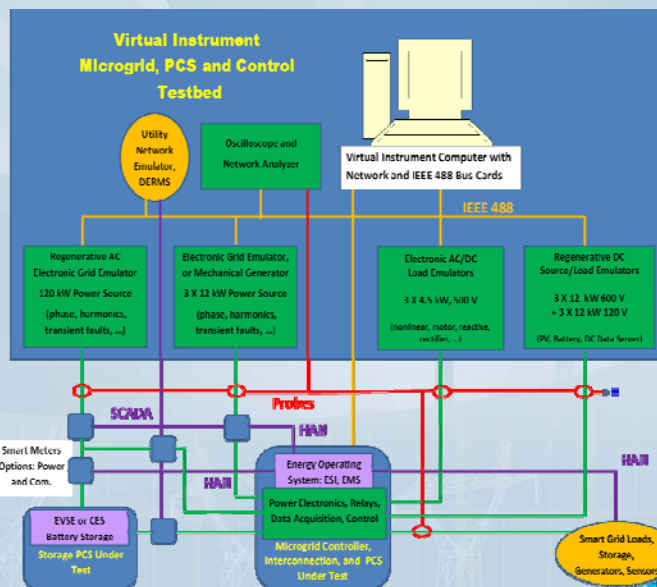 Virtual Instrument
Microgrid, PCS and Control
Testbed
Utility
Network
Emulator,
DERMS
Oscilloscope and
Network Analyzer
Virtual Instrument Computer with
Network and IEEE 488 Bus Cards
IEEE 488
Regenerative AC
Electronic Grid Emulator
120 kW Power Source
(phase, harmonics,
transient faults, ...)
Electronic Grid Emulator,
or Mechanical Generator
3 X 12 kW Power Source
(phase, harmonics,
transient faults, ...)
Electronic AC/DC
Load Emulators
3 X 4.5 kW, 500 V
(nonlinear, motor, reactive,
rectifier, ...)
Regenerative DC
Source/Load Emulators
3 X 12 kW 600 V
+ 3 X 12 kW 120 V
(PV, Battery, DC Data Server)
Probes
SCADA
HAN
HAN
HAN
Smart Meters
Options: Power
and Com.
Energy Operating
System: ESI, EMS
Power Electronics, Relays,
Data Acquisition, Control
Microgrid Controller,
Interconnection, and PCS
Under Test
EVSE or CES
Battery Storage
Storage PCS Under
Test
Smart Grid Loads,
Storage,
Generators, Sensors